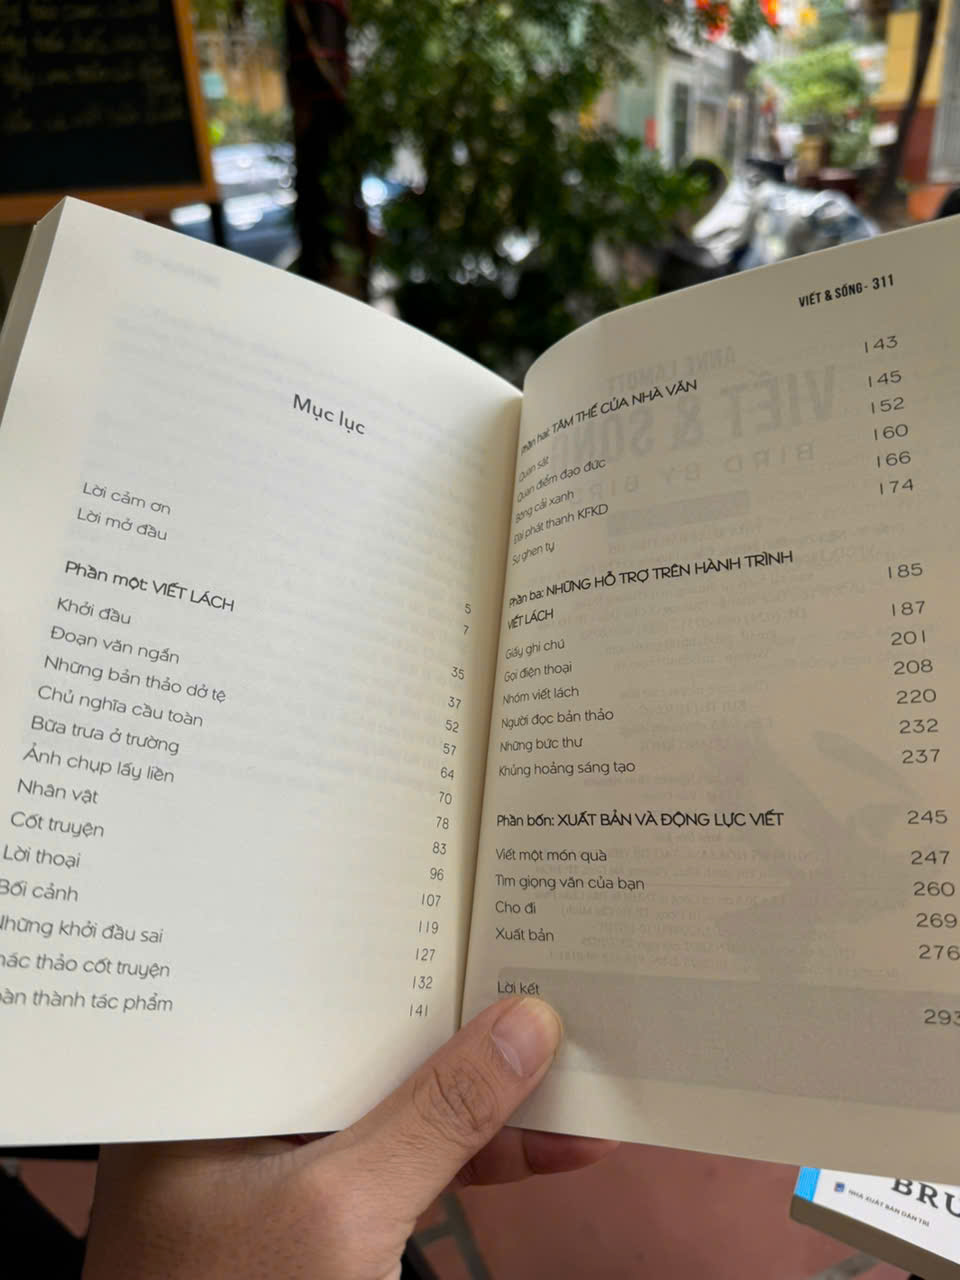 Mục lục
Lời cảm ơn 5
Lời mở đầu 7
Phần một: VIẾT LÁCH 35
Khởi đầu 37
Đoạn văn ngắn 52
Những bản thảo dở tệ 57
Chủ nghĩa cầu toàn 64
Bữa trưa ở trường 70
Ảnh chụp lấy liền 78
Nhân vật 83
Cốt truyện 96
Lời thoại 107
Bối cảnh 119
Những khởi đầu sai 127
hác thảo cốt truyện 132
àn thành tác phẩm 141
VIẾT & SỐNG - 311
Phần hai: TÂM THẾ CỦA NHÀ VĂN 143
Quan sát 145
Quan điểm đạo đức 152
Bông cải xanh 160
Đài phát thanh KFKD 166
Sự ghen tỵ 174
Phần ba: NHỮNG HỖ TRỢ TRÊN HÀNH TRÌNH
VIẾT LÁCH 185
Giấy ghi chú 187
Gọi điện thoại 201
Nhóm viết lách 208
Người đọc bản thảo 220
Những bức thư 232
Khủng hoảng sáng tạo 237
Phần bốn: XUẤT BẢN VÀ ĐỘNG LỰC VIẾT 245
Viết một món quà 247
Tìm giọng văn của bạn 260
Cho đi 269
Xuất bản 276
Lời kết 293
BRU
NHÀ XUẤT BẢN DÂN TRÍ